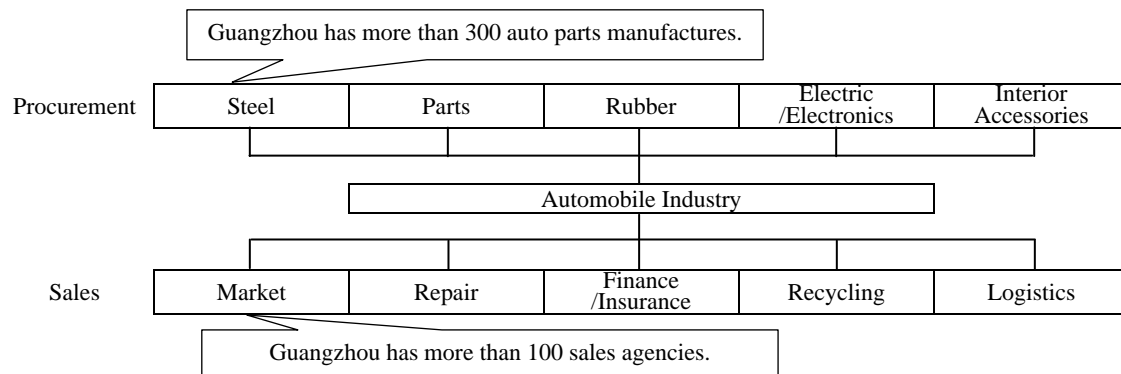 Guangzhou has more than 300 auto parts manufactures.
Procurement
Steel
Parts
Rubber
Electric
/Electronics
Interior
Accessories
Automobile Industry
Sales
Market
Repair
Finance
/Insurance
Recycling
Logistics
Guangzhou has more than 100 sales agencies.